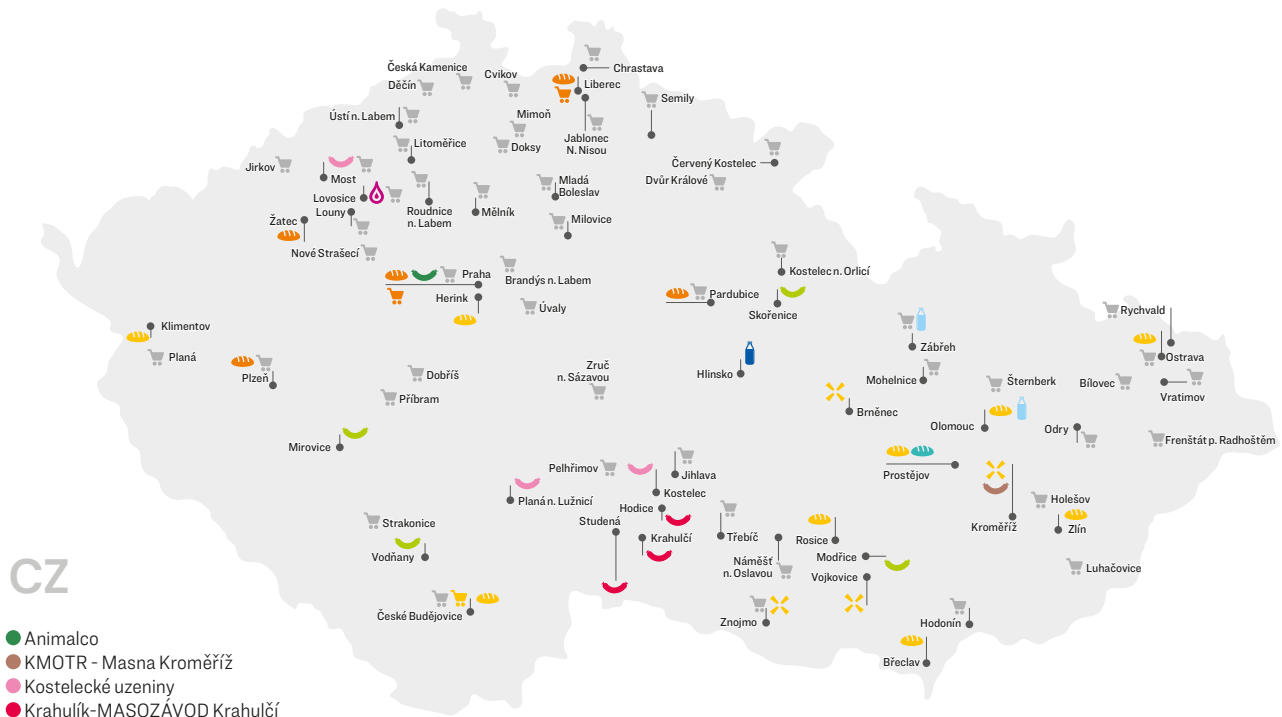 Chrastava
Česká Kamenice
Cvikov
Děčín
Liberec
Semily
Ústí n. Labem
Mimoň
Jablonec
N. Nisou
Litoměřice
Doksy
Červený Kostelec
Jirkov
Most
Mladá
Boleslav
Dvůr Králové
Lovosice
Louny
Roudnice
n. Labem
Mělník
Žatec
Milovice
Nové Strašecí
Praha
Brandýs n. Labem
Kostelec n. Orlicí
Herink
Úvaly
Pardubice
Skořenice
Rychvald
Klimentov
Planá
Zábřeh
Ostrava
Plzeň
Dobříš
Zruč
n. Sázavou
Hlinsko
Mohelnice
Šternberk
Bílovec
Vratimov
Příbram
Brněnec
Olomouc
Odry
Frenštát p. Radhoštěm
Mirovice
Pelhřimov
Jihlava
Prostějov
Planá n. Lužnicí
Kostelec
Hodice
Holešov
Studená
Strakonice
Kroměříž
Zlín
Krahulčí
Třebíč
Rosice
Vodňany
Náměšť
n. Oslavou
Modřice
Luhačovice
Vojkovice
České Budějovice
Znojmo
Hodonín
Břeclav
CZ
Animalco
KMOTR - Masna Kroměříž
Kostelecké uzeniny
Krahulík-MASOZÁVOD Krahulčí